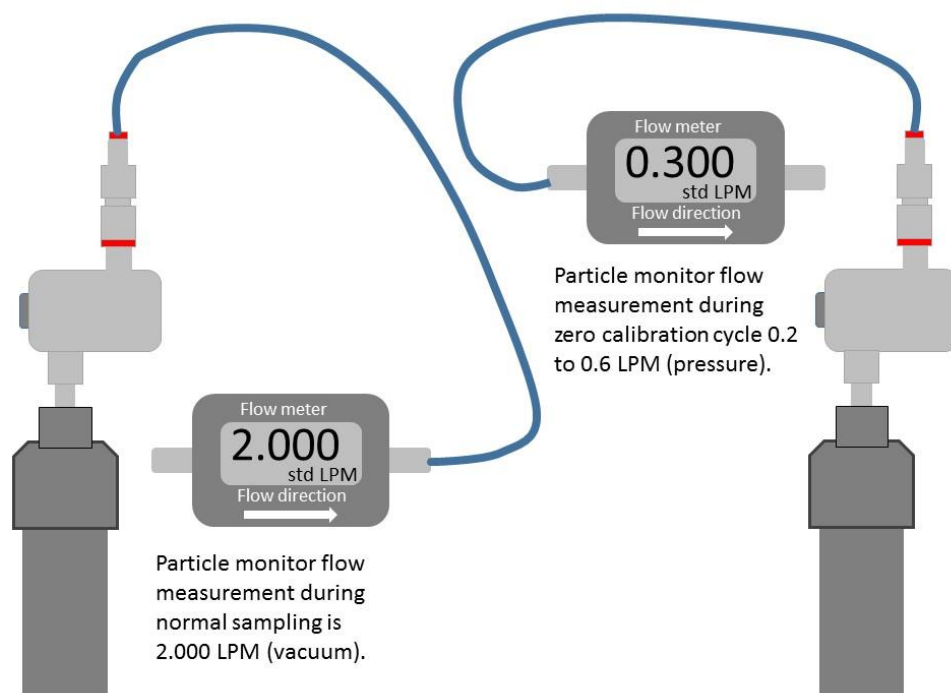 Flow meter
0.300
std LPM
Flow direction
Particle monitor flow
measurement during
zero calibration cycle 0.2
to 0.6 LPM (pressure).
Flow meter
2.000
std LPM
Flow direction
Particle monitor flow
measurement during
normal sampling is
2.000 LPM (vacuum).